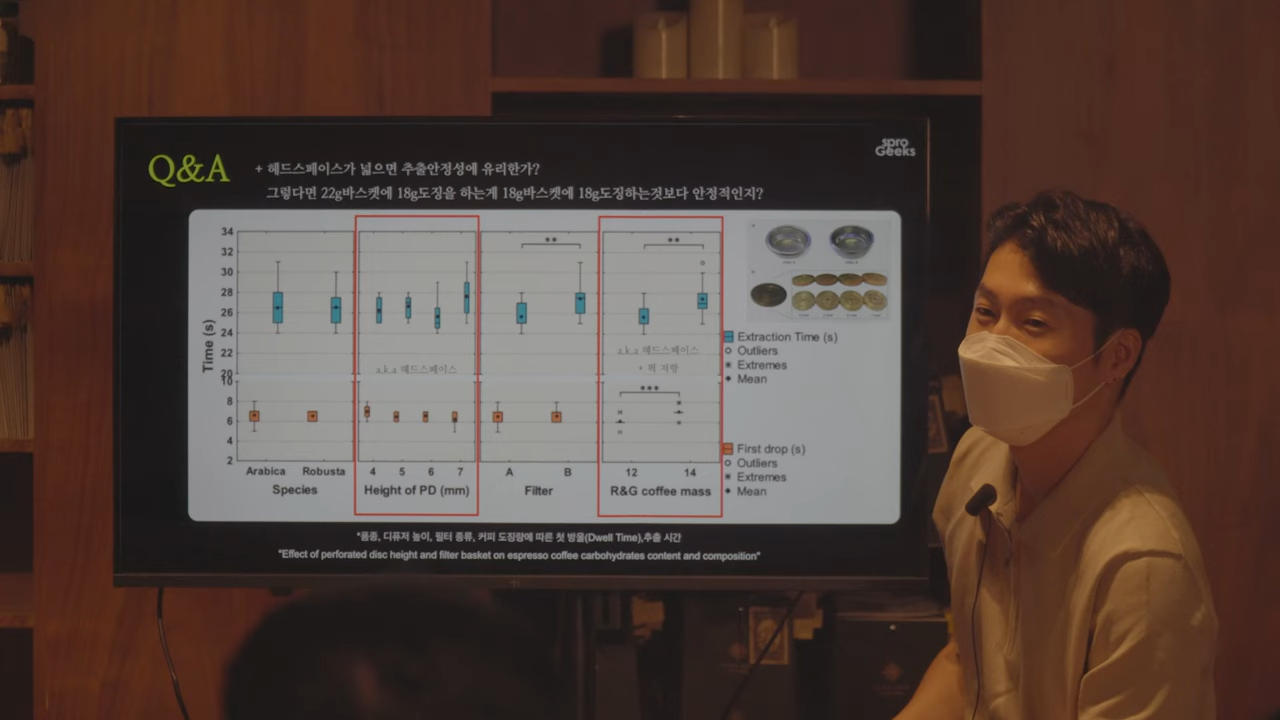 spro
Geeks
Q&A
+ 헤드스페이스가 넓으면 추출안정성에 유리한가?
그렇다면 22g바스켓에 18g도징을 하는게 18g바스켓에 18g도징하는것보다 안정적인지?
34
32
30
28
26
24
22
20
10
8
6
4
2
Time (s)
**
**
***
a.k.a 헤드스페이스
a.k.a 헤드스페이스
+ 퍽 저항
Arabica Robusta
Species
4 5 6 7
Height of PD (mm)
A B
Filter
12 14
R&G coffee mass
Extraction Time (s)
Outliers
Extremes
Mean
First drop (s)
Outliers
Extremes
Mean
*품종, 디퓨저 높이, 필터 종류, 커피 도징량에 따른 첫 방울(Dwell Time),추출 시간
"Effect of perforated disc height and filter basket on espresso coffee carbohydrates content and composition"